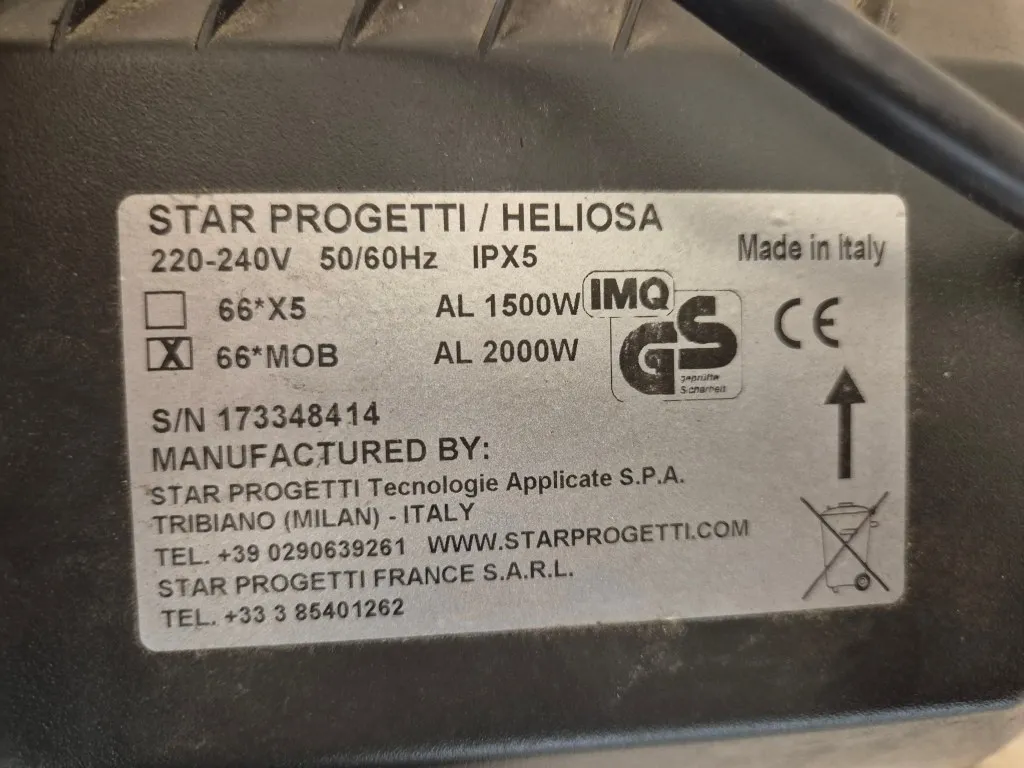 STAR PROGETTI / HELIOSA
220-240V 50/60Hz IPX5
Made in Italy
66*X5 AL 1500W
IMQ
GS
geprüfte
Sicherheit
CE
X 66*MOB AL 2000W
S/N 173348414
MANUFACTURED BY:
STAR PROGETTI Tecnologie Applicate S.P.A.
TRIBIANO (MILAN) - ITALY
TEL. +39 0290639261 WWW.STARPROGETTI.COM
STAR PROGETTI FRANCE S.A.R.L.
TEL. +33 3 85401262